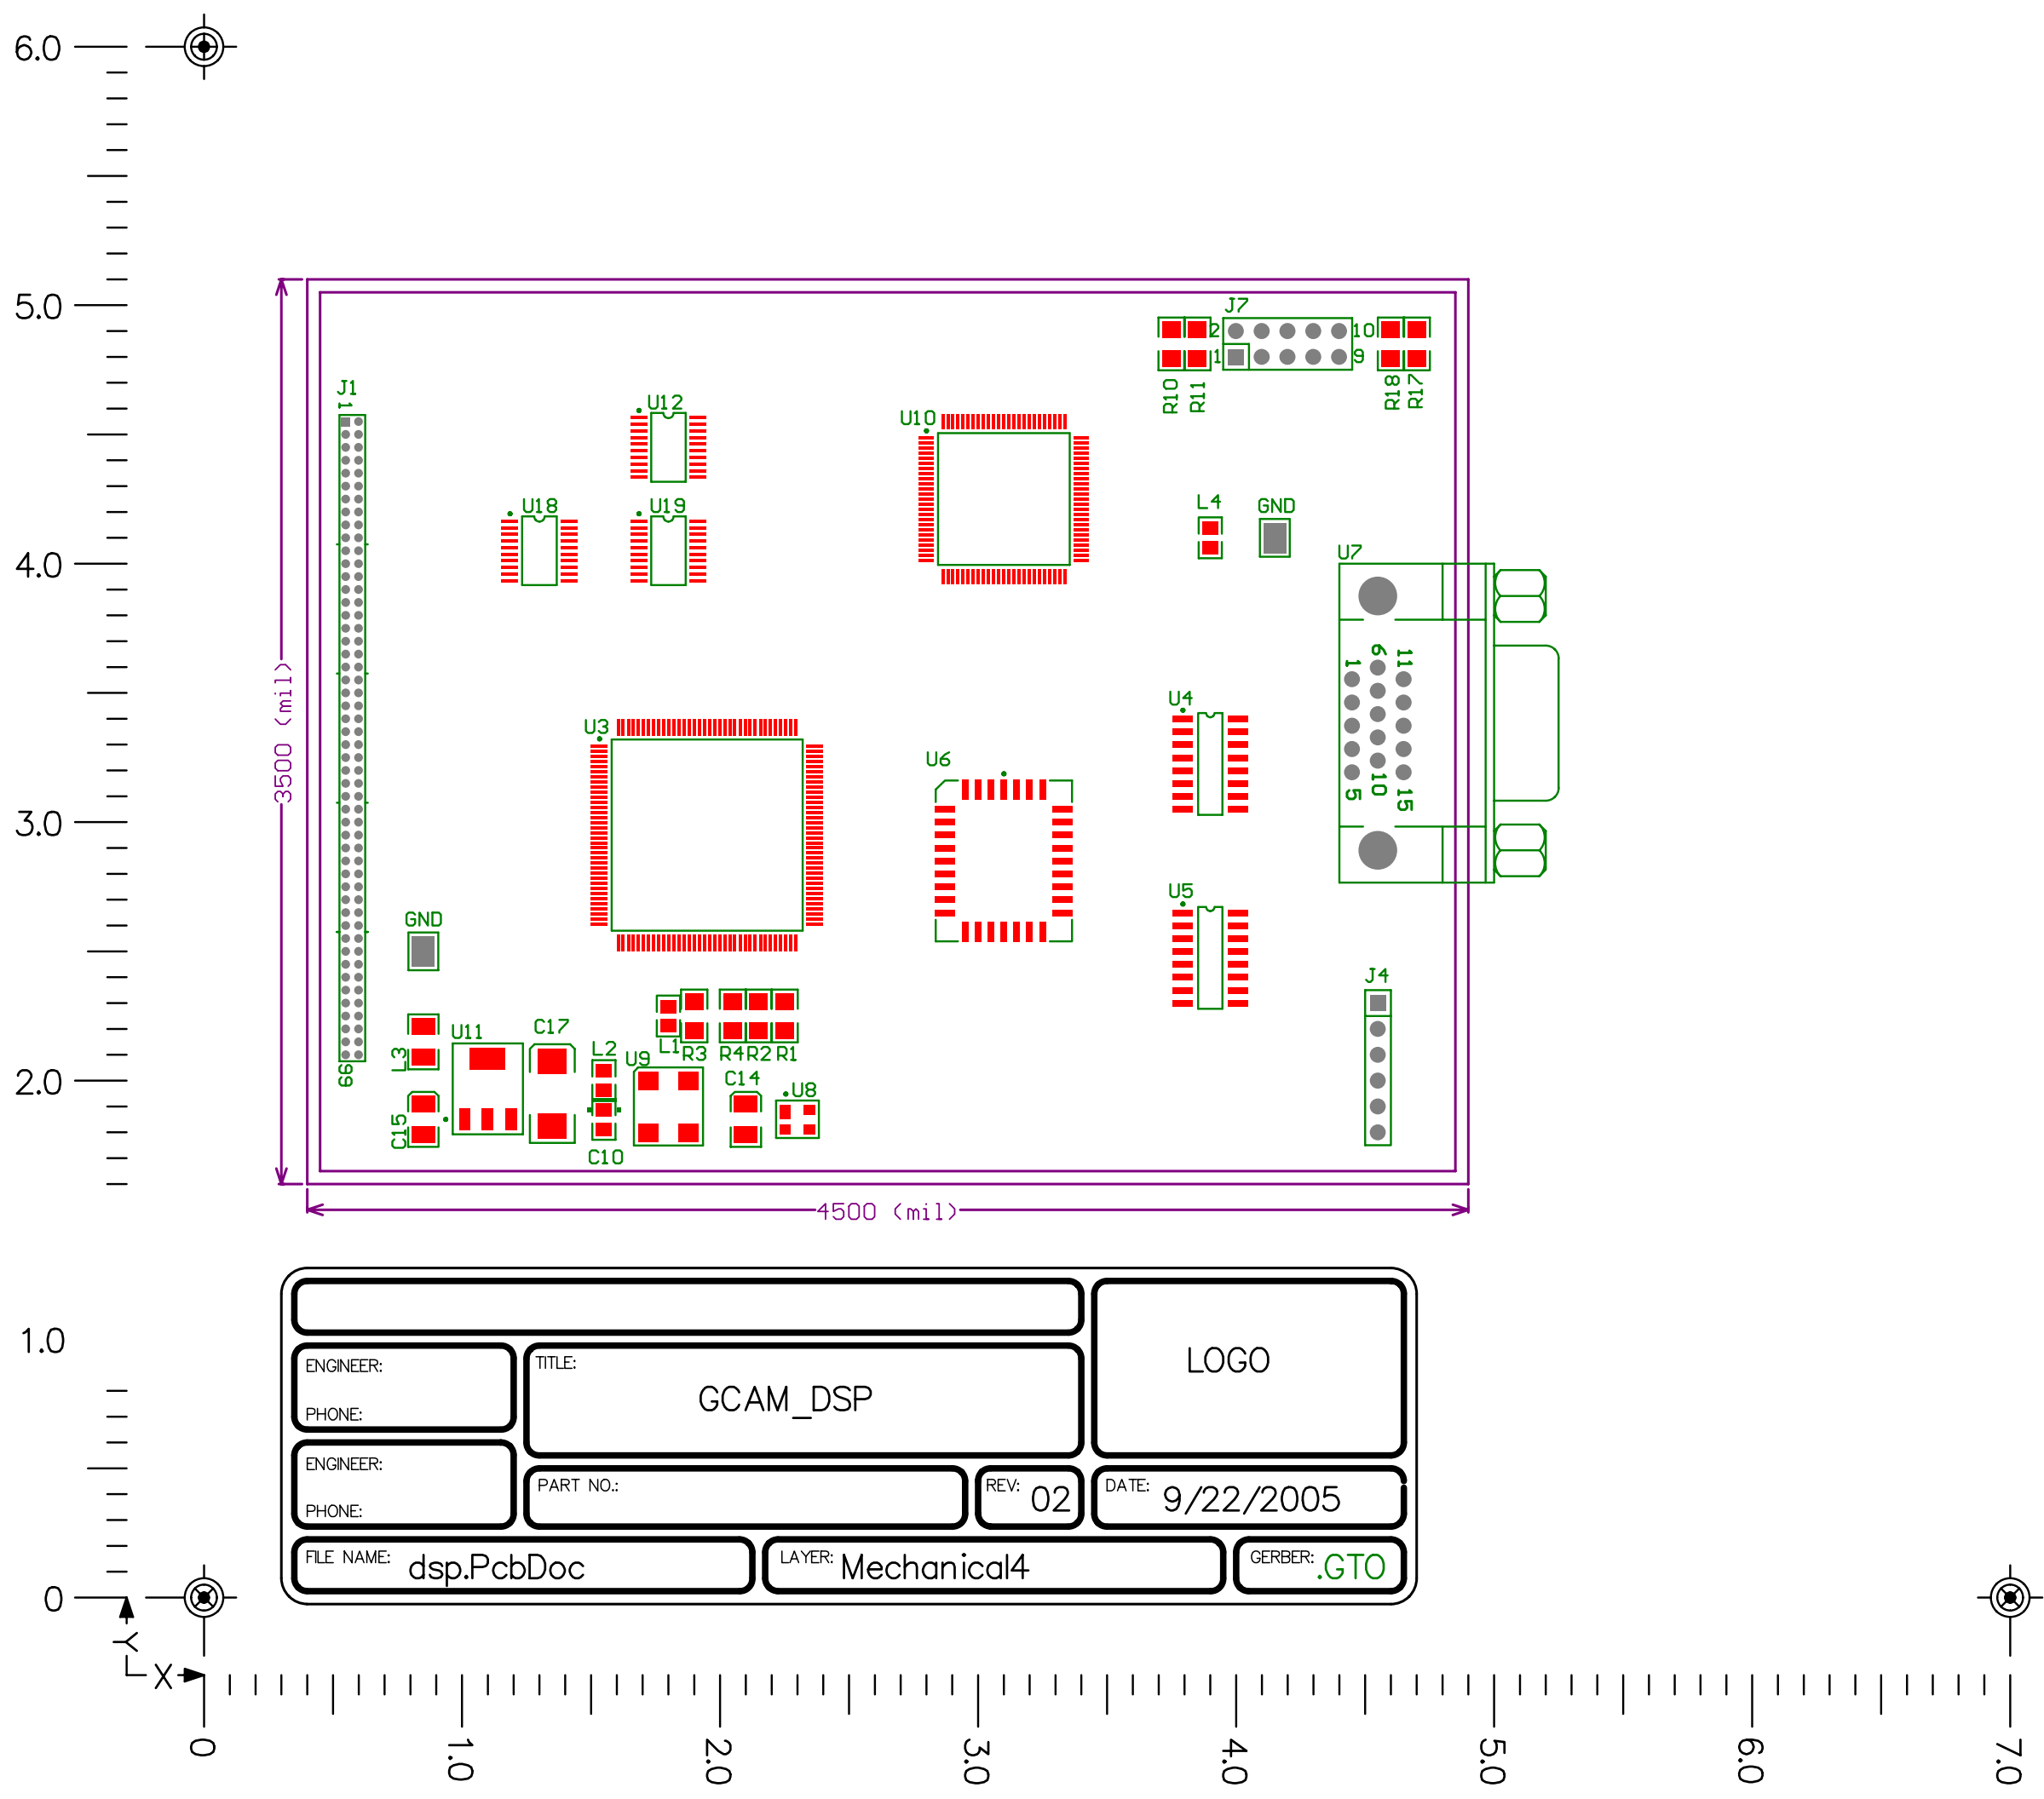 6.0
5.0
4.0
3.0
2.0
1.0
0
Y
X
0 1.0 2.0 3.0 4.0 5.0 6.0 7.0
3500 (mil)
4500 (mil)
J7
2 10
1 9
R10 R11 R18 R17
J1
1
99
U12
U10
U18 U19
L4 GND
U7
1 6 11
5 10 15
U3
U6
U4
U5
GND
J4
L3
U11
C17
L2
U9
L1
R3 R4 R2 R1
C14
U8
C15
C10
ENGINEER:
PHONE:
TITLE:
GCAM_DSP
LOGO
ENGINEER:
PHONE:
PART NO.:
REV: 02
DATE: 9/22/2005
FILE NAME: dsp.PcbDoc
LAYER: Mechanical4
GERBER: .GTO